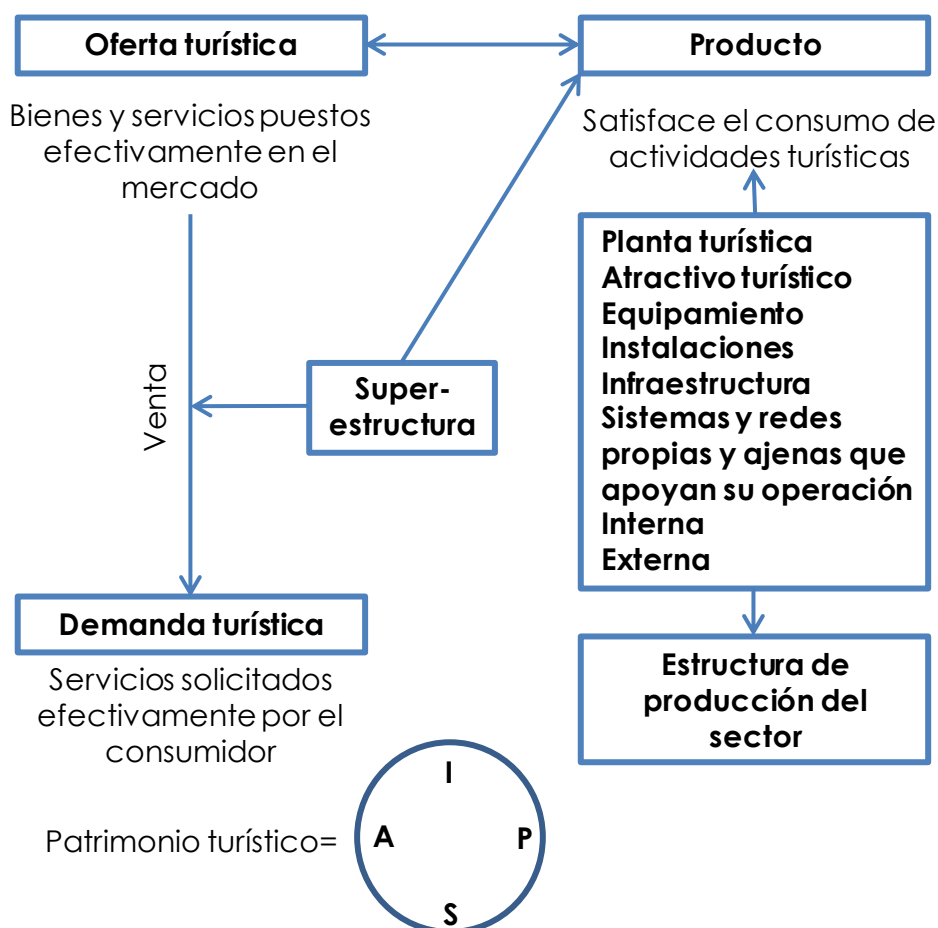 Oferta turística
Producto
Bienes y servicios puestos
efectivamente en el
mercado
Satisface el consumo de
actividades turísticas
Planta turística
Atractivo turístico
Equipamiento
Instalaciones
Infraestructura
Sistemas y redes
propias y ajenas que
apoyan su operación
Interna
Externa
Venta
Super-
estructura
Demanda turística
Servicios solicitados
efectivamente por el
consumidor
Estructura de
producción del
sector
Patrimonio turístico=
I
A
P
S